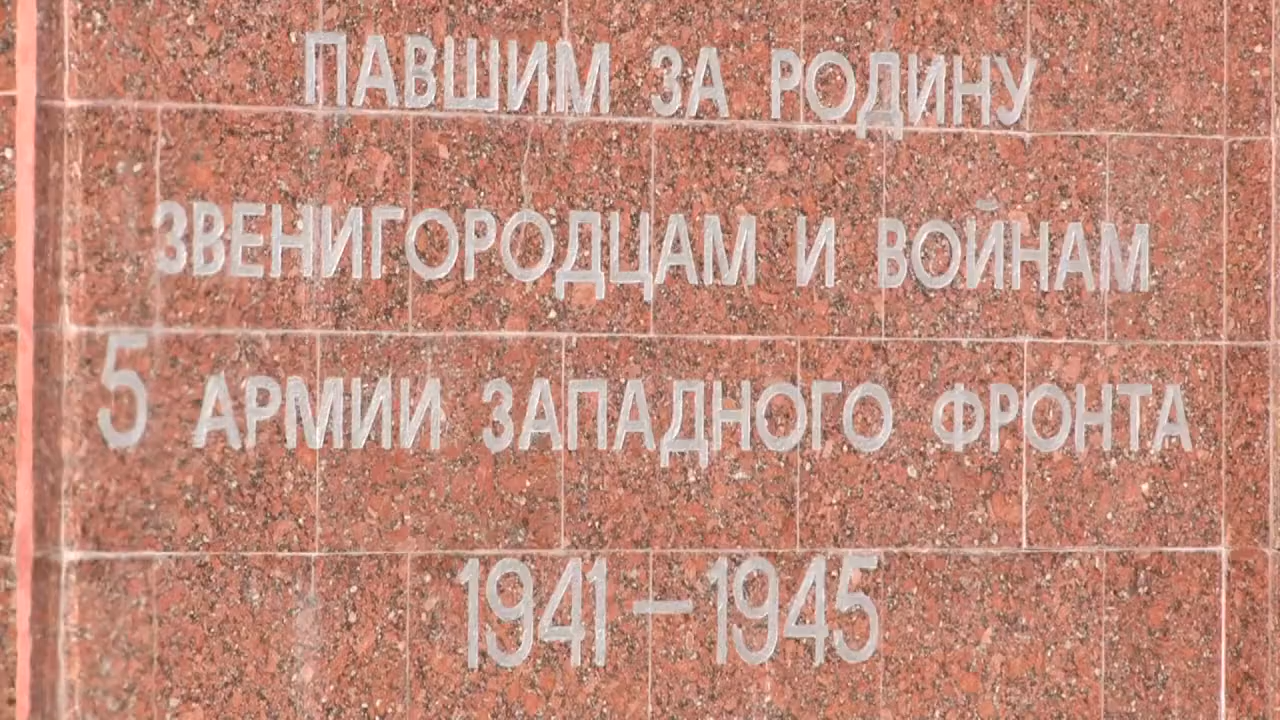 ПАВШИМ ЗА РОДИНУ
ЗВЕНИГОРОДЦАМ И ВОЙНАМ
5 АРМИИ ЗАПАДНОГО ФРОНТА
1941–1945